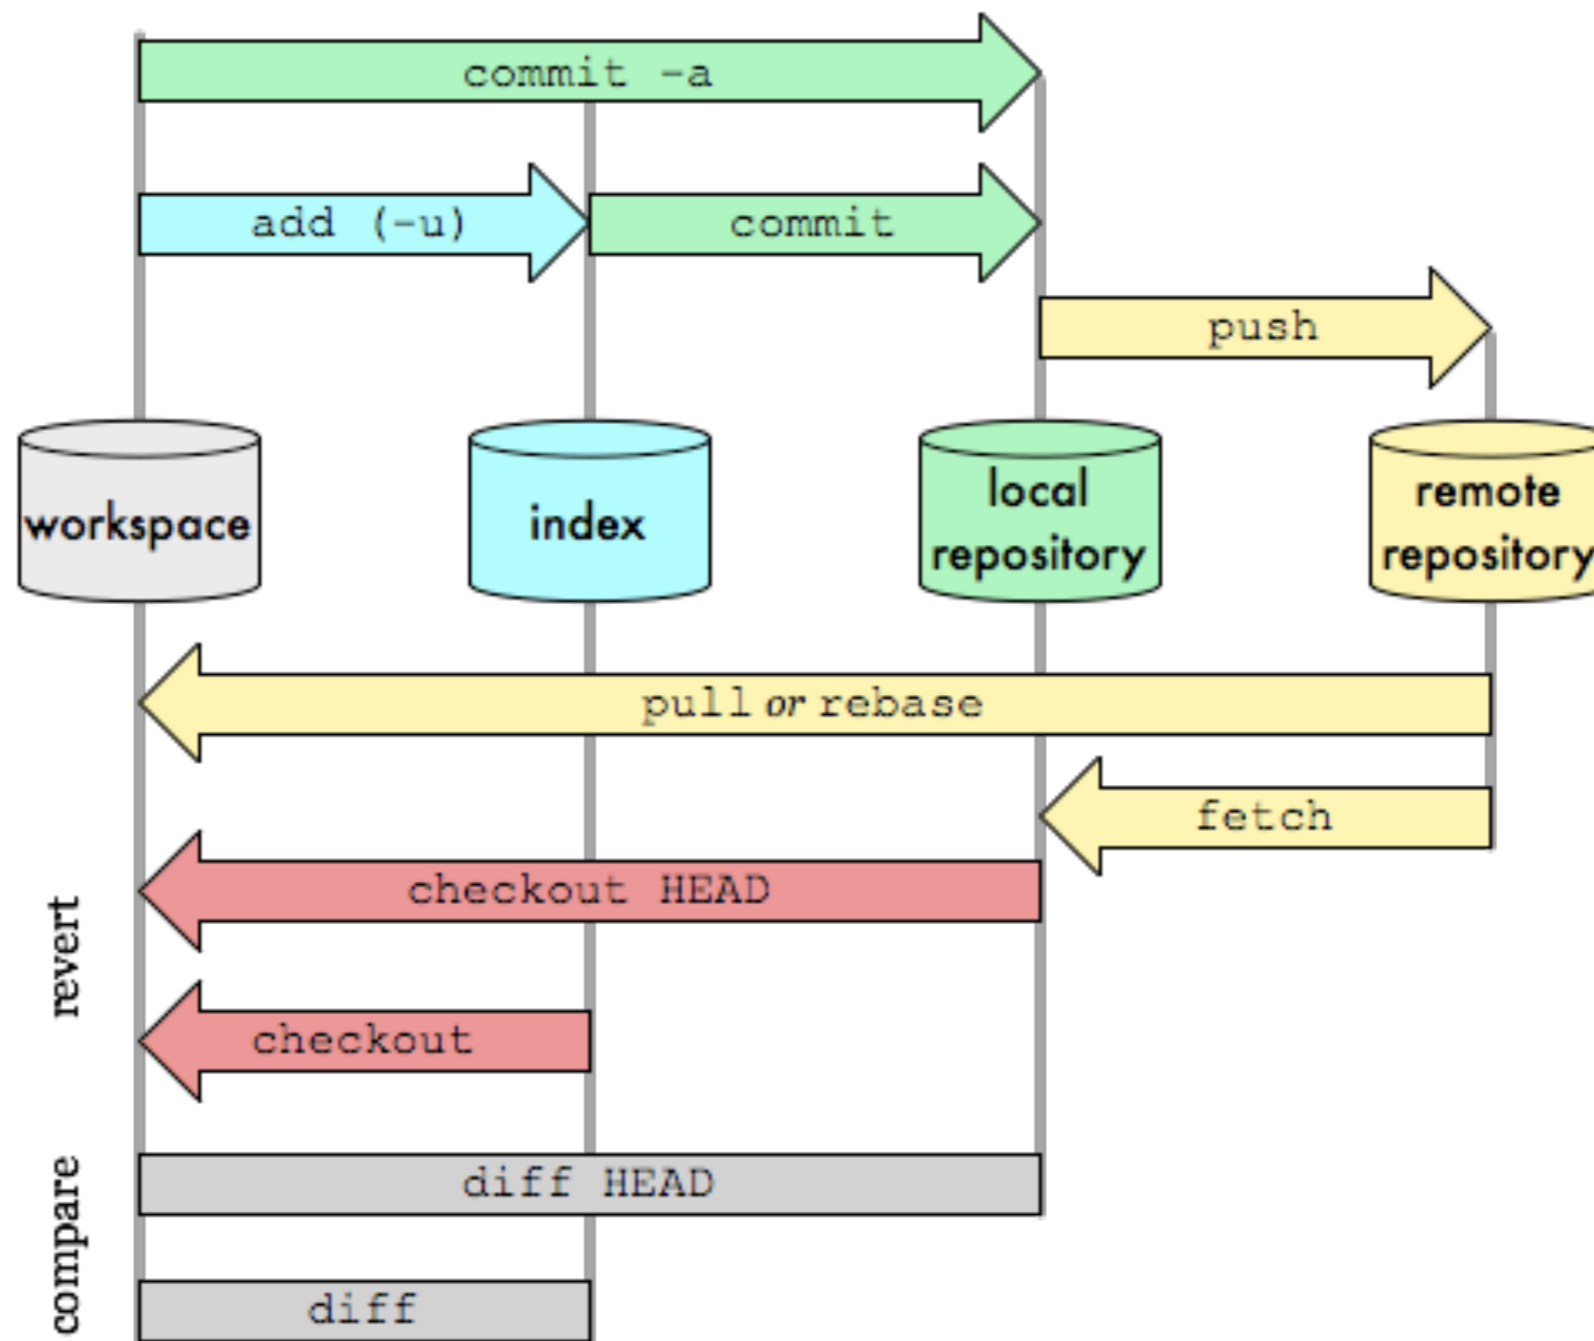 commit -a
add (-u)
commit
push
workspace
index
local
repository
remote
repository
pull or rebase
fetch
revert
checkout HEAD
checkout
compare
diff HEAD
diff